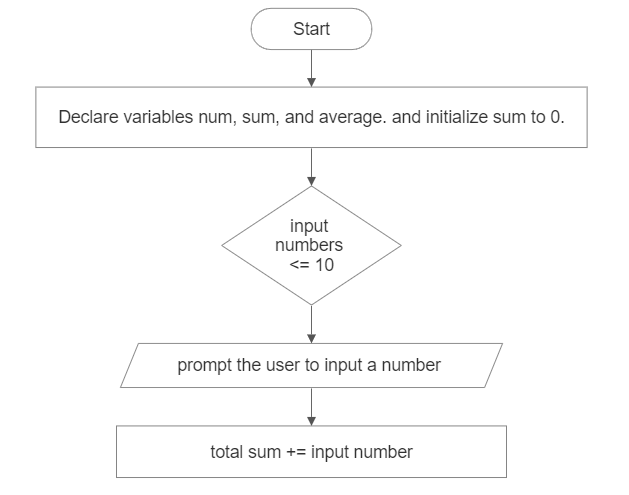 Start
Declare variables num, sum, and average. and initialize sum to 0.
input
numbers
<= 10
prompt the user to input a number
total sum += input number